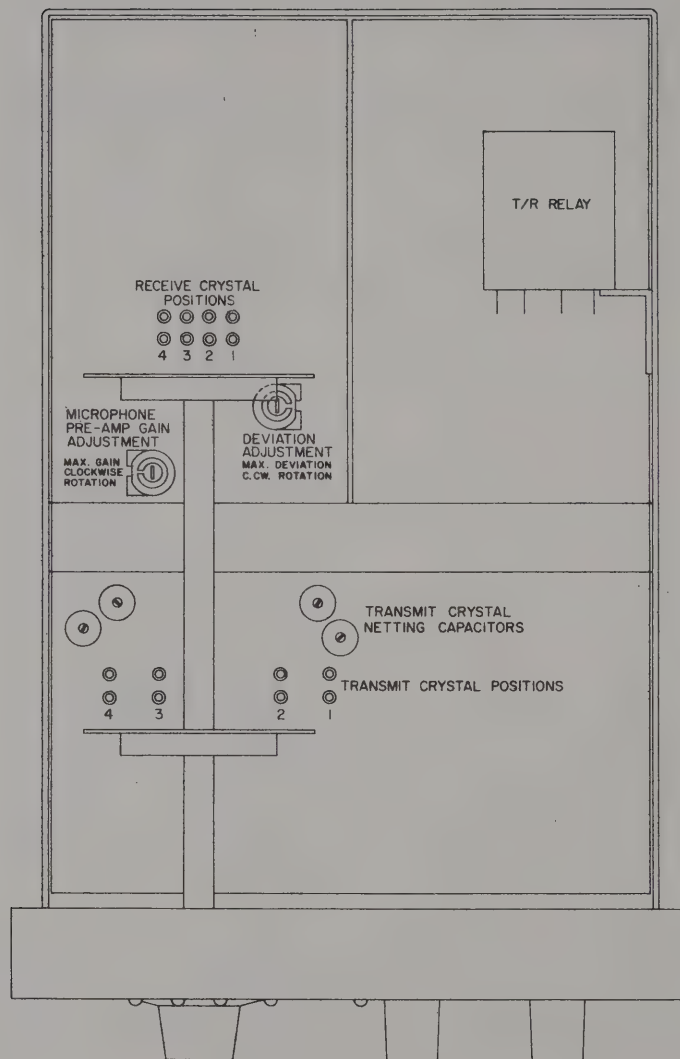 T/R RELAY
RECEIVE CRYSTAL
POSITIONS
4 3 2 1
MICROPHONE
PRE-AMP GAIN
ADJUSTMENT
MAX. GAIN
CLOCKWISE
ROTATION
DEVIATION
ADJUSTMENT
MAX. DEVIATION
C.CW. ROTATION
TRANSMIT CRYSTAL
NETTING CAPACITORS
TRANSMIT CRYSTAL POSITIONS
4 3 2 1